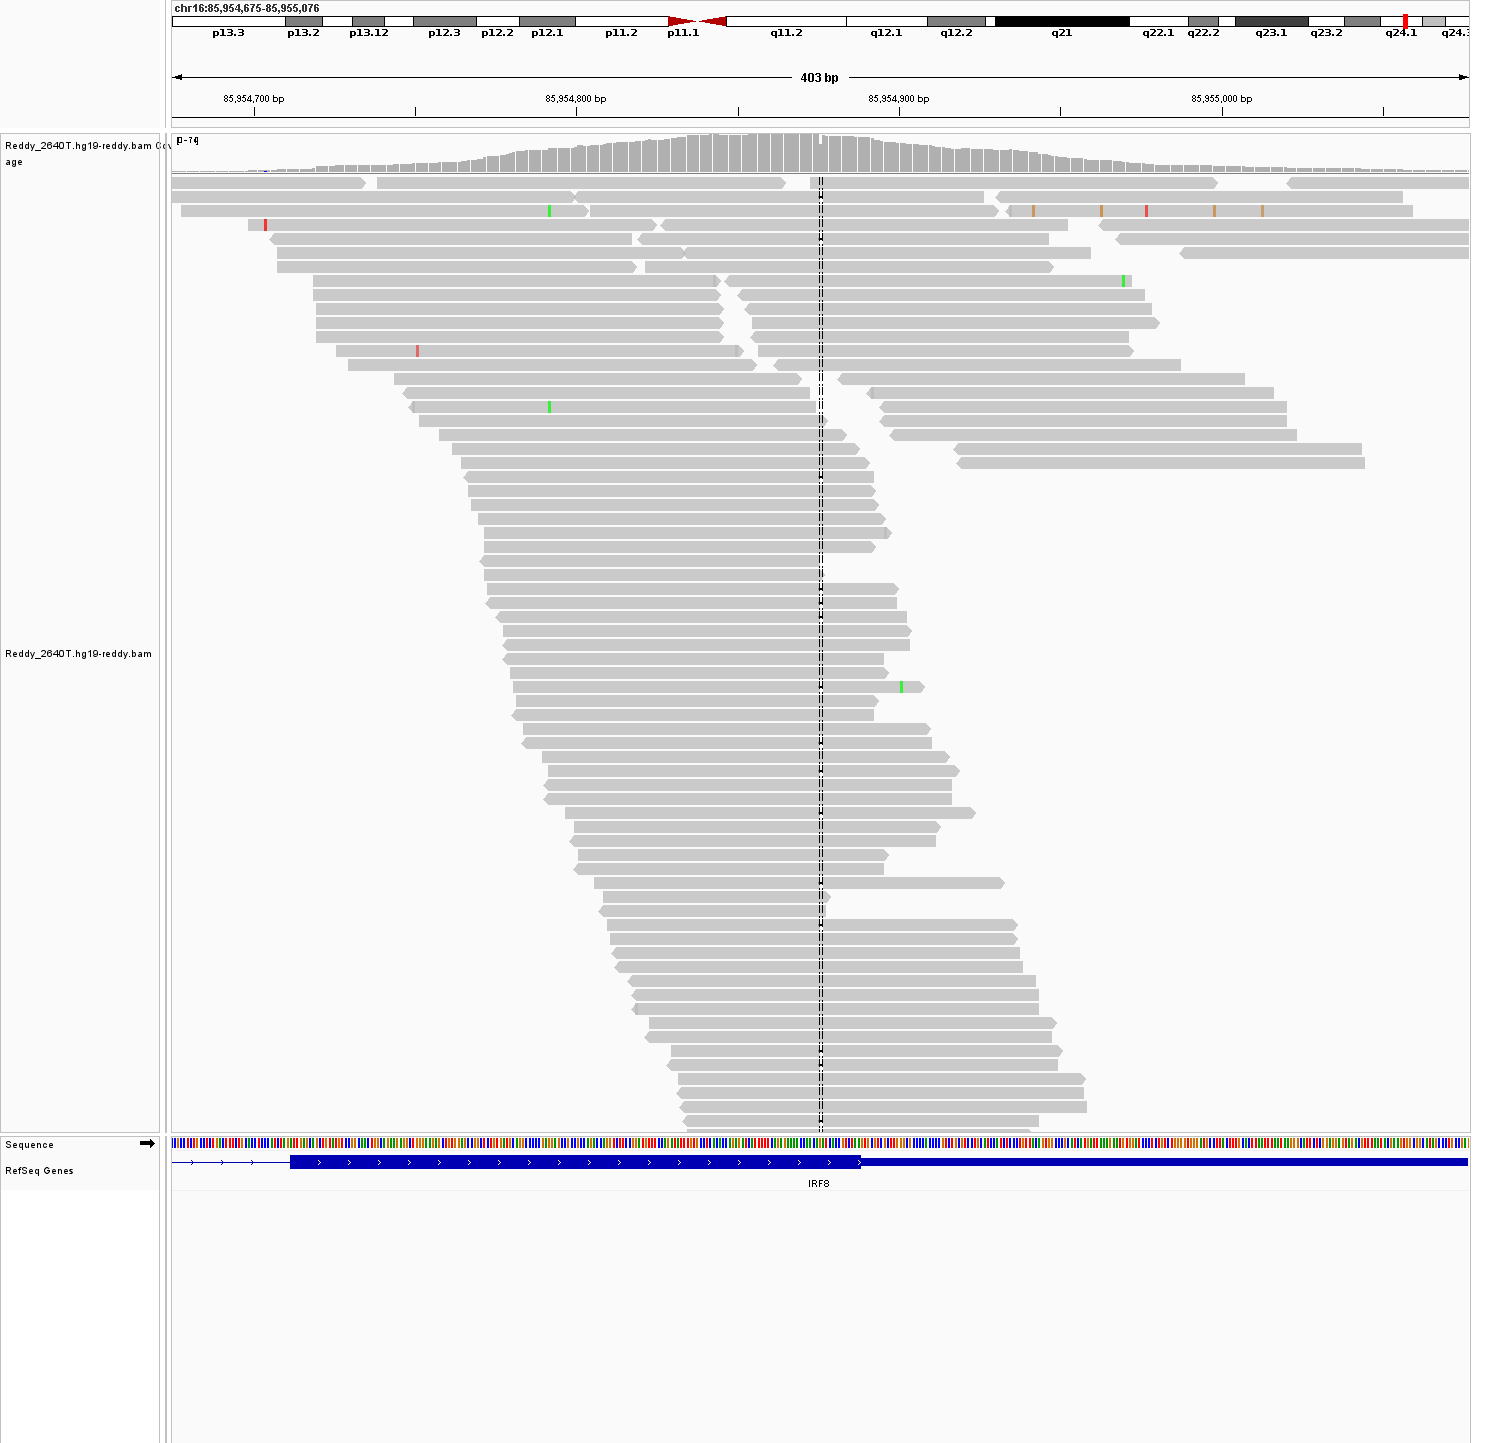 chr16:85,954,675-85,955,076
p13.3 p13.2 p13.12 p12.3 p12.2 p12.1 p11.2 p11.1 q11.2 q12.1 q12.2 q21 q22.1 q22.2 q23.1 q23.2 q24.1 q24.3
403 bp
85,954,700 bp 85,954,800 bp 85,954,900 bp 85,955,000 bp
Reddy_2640T.hg19-reddy.bam Cov
age
[0-74]
Reddy_2640T.hg19-reddy.bam
Sequence
RefSeq Genes
IRF8